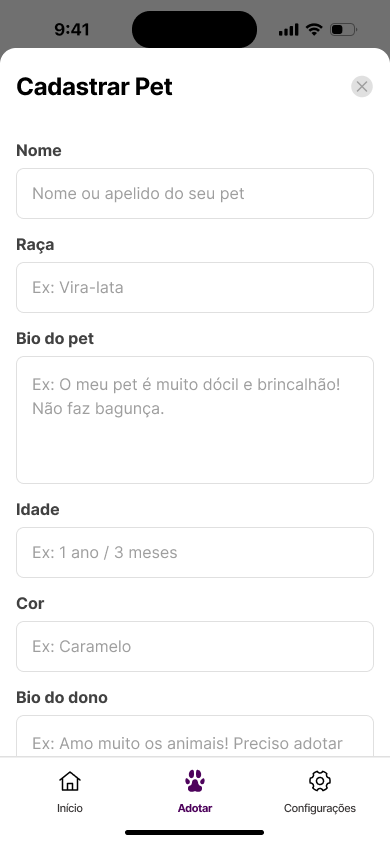 9:41
Cadastrar Pet
Nome
Nome ou apelido do seu pet
Raça
Ex: Vira-lata
Bio do pet
Ex: O meu pet é muito dócil e brincalhão!
Não faz bagunça.
Idade
Ex: 1 ano / 3 meses
Cor
Ex: Caramelo
Bio do dono
Ex: Amo muito os animais! Preciso adotar
Início
Adotar
Configurações